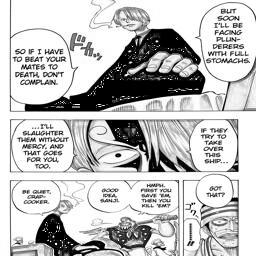 BUT SOON
I'LL BE
FACING
PLUN-
DERERS
WITH FULL
STOMACHS.
SO IF I HAVE
TO BEAT YOUR
MATES TO
DEATH, DON'T
COMPLAIN.
IF THEY
TRY TO
TAKE OVER
THIS
SHIP...
...I'LL
SLAUGHTER
THEM WITHOUT
MERCY, AND THAT
GOES FOR
YOU, TOO.
GOT
THAT?
HMPH.
FIRST YOU
SAVE 'EM,
THEN YOU
KILL 'EM?
GOOD
IDEA,
SANJI.
BE QUIET,
CRAP-
COOKER.